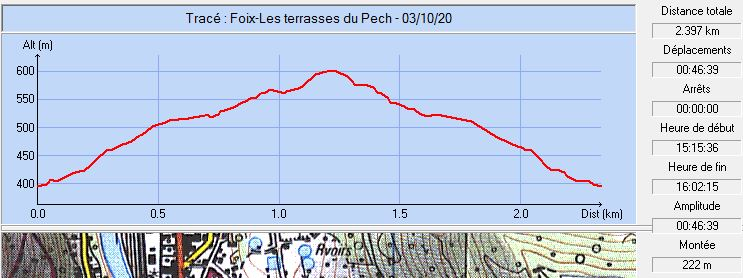 Tracé : Foix-Les terrasses du Pech - 03/10/20
Alt (m)
600
550
500
450
400
0.0 0.5 1.0 1.5 2.0 Dist (km)
Distance totale
2.397 km
Déplacements
00:46:39
Arrêts
00:00:00
Heure de début
15:15:36
Heure de fin
16:02:15
Amplitude
00:46:39
Montée
222 m